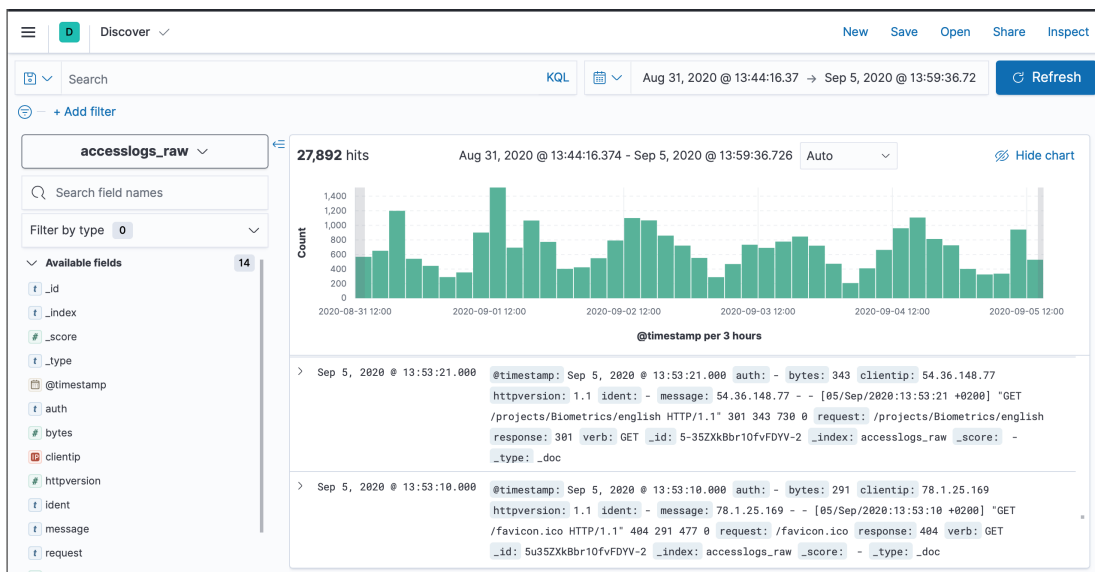 D Discover New Save Open Share Inspect
Search KQL Aug 31, 2020 @ 13:44:16.37 → Sep 5, 2020 @ 13:59:36.72 Refresh
+ Add filter
accesslogs_raw
Search field names
Filter by type 0
Available fields 14
t _id
t _index
# _score
t _type
@timestamp
t auth
# bytes
IP clientip
# httpversion
t ident
t message
t request
27,892 hits Aug 31, 2020 @ 13:44:16.374 - Sep 5, 2020 @ 13:59:36.726 Auto Hide chart
Count
1,400
1,200
1,000
800
600
400
200
0
2020-08-31 12:00 2020-09-01 12:00 2020-09-02 12:00 2020-09-03 12:00 2020-09-04 12:00 2020-09-05 12:00
@timestamp per 3 hours
Sep 5, 2020 @ 13:53:21.000 @timestamp: Sep 5, 2020 @ 13:53:21.000 auth: - bytes: 343 clientip: 54.36.148.77
httpversion: 1.1 ident: - message: 54.36.148.77 - - [05/Sep/2020:13:53:21 +0200] "GET
/projects/Biometrics/english HTTP/1.1" 301 343 730 0 request: /projects/Biometrics/english
response: 301 verb: GET _id: 5-35ZXkBbr1OfvFDYV-2 _index: accesslogs_raw _score: -
_type: _doc
Sep 5, 2020 @ 13:53:10.000 @timestamp: Sep 5, 2020 @ 13:53:10.000 auth: - bytes: 291 clientip: 78.1.25.169
httpversion: 1.1 ident: - message: 78.1.25.169 - - [05/Sep/2020:13:53:10 +0200] "GET
/favicon.ico HTTP/1.1" 404 291 477 0 request: /favicon.ico response: 404 verb: GET
_id: 5u35ZXkBbr1OfvFDYV-2 _index: accesslogs_raw _score: - _type: _doc